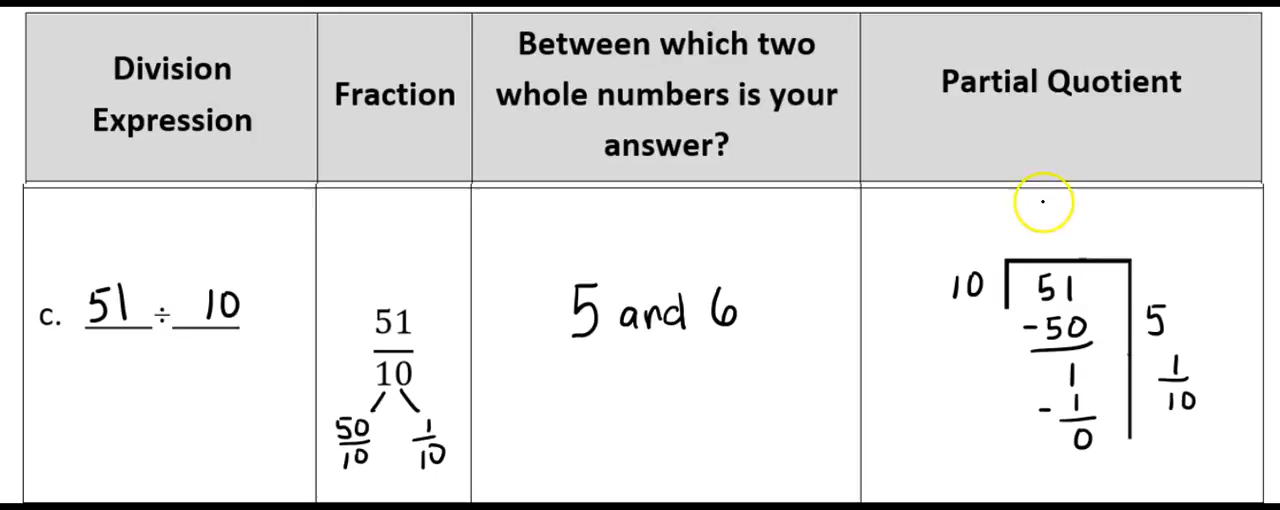 Division
Expression
Fraction
Between which two
whole numbers is your
answer?
Partial Quotient
c. 51 ÷ 10
51
10
50
10
1
10
5 and 6
10
51
-50
1
- 1
0
5
1
10